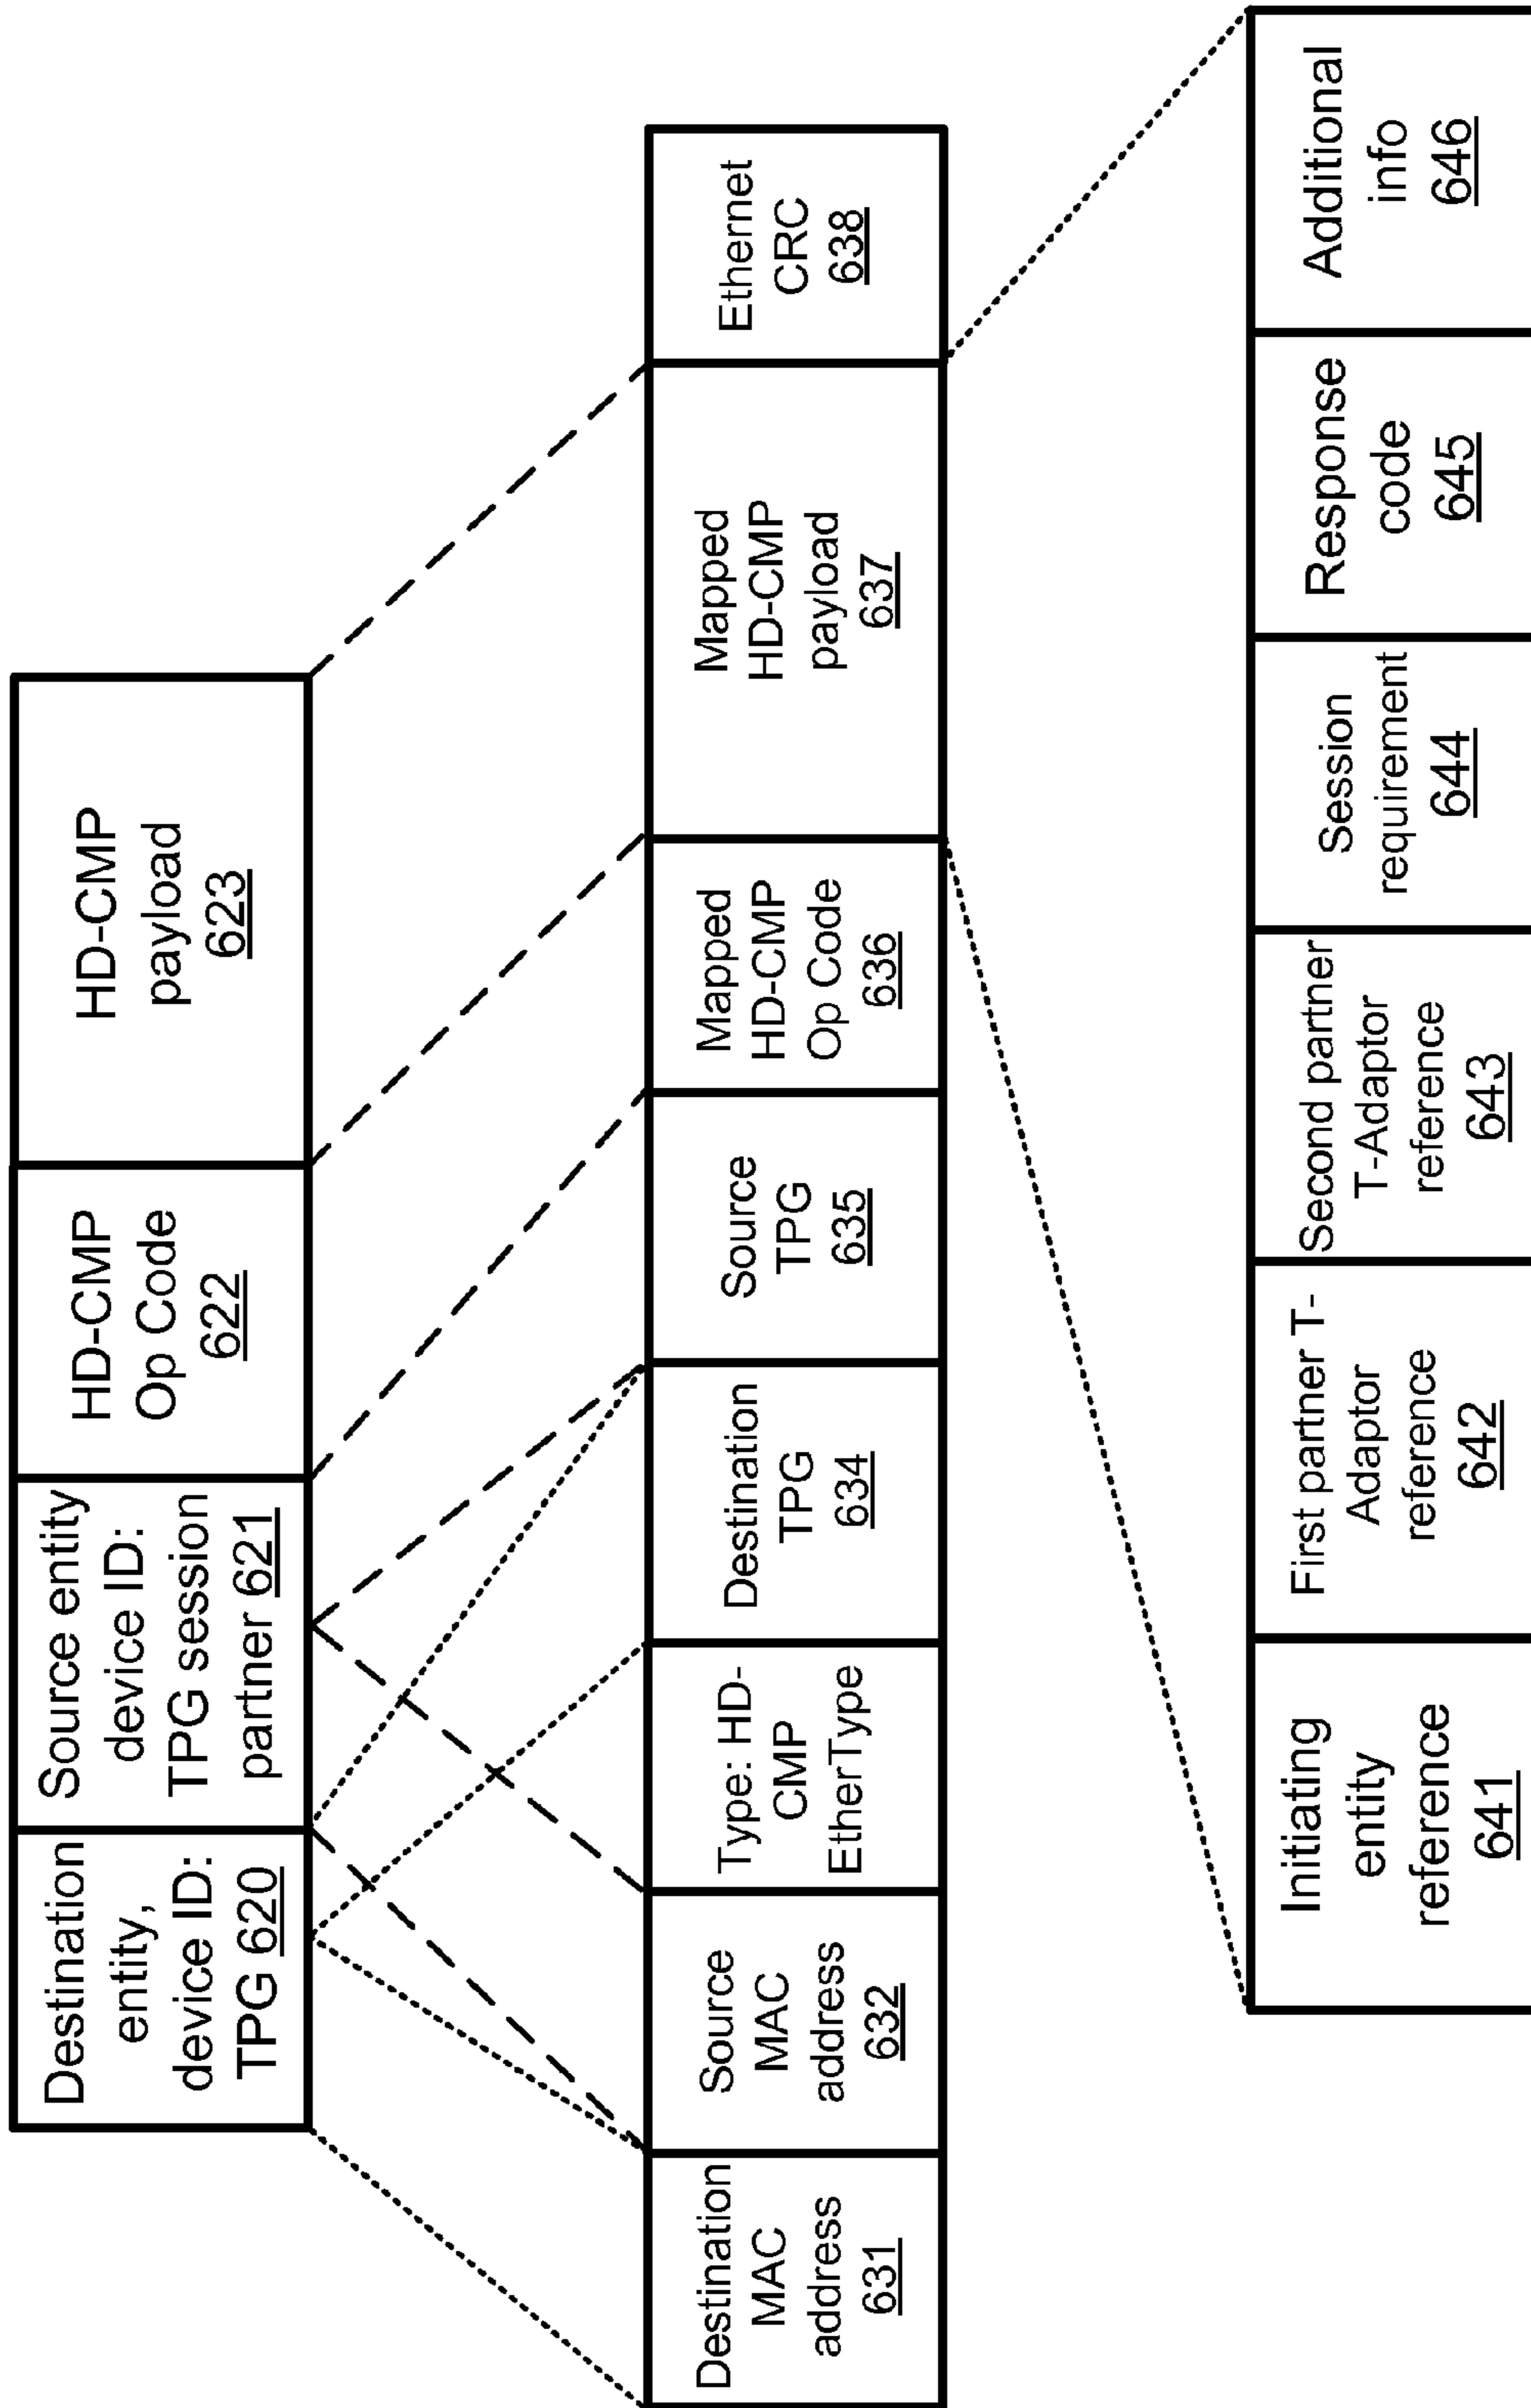 Destination
entity,
device ID:
TPG 620
Source entity
device ID:
TPG session
partner 621
HD-CMP
Op Code
622
HD-CMP
payload
623
Destination
MAC
address
631
Source
MAC
address
632
Type: HD-
CMP
EtherType
Destination
TPG
634
Source
TPG
635
Mapped
HD-CMP
Op Code
636
Mapped
HD-CMP
payload
637
Ethernet
CRC
638
Initiating
entity
reference
641
First partner T-
Adaptor
reference
642
Second partner
T-Adaptor
reference
643
Session
requirement
644
Response
code
645
Additional
info
646